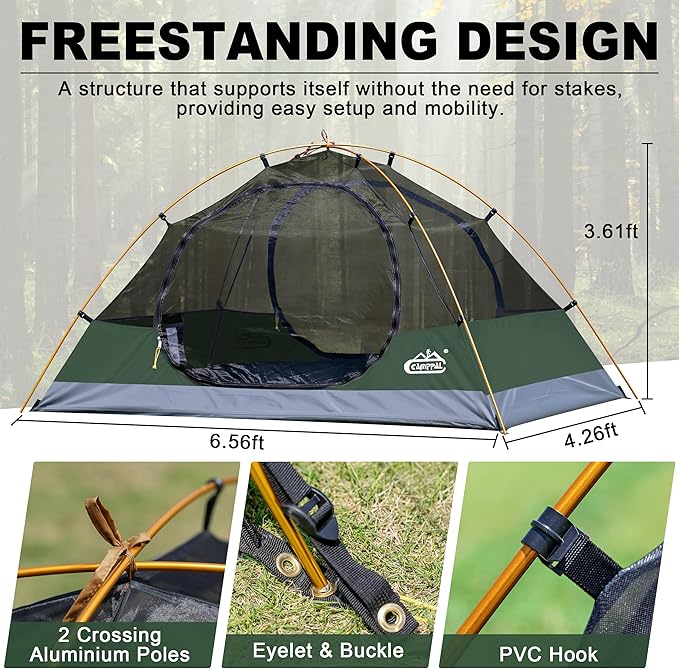 FREESTANDING DESIGN
A structure that supports itself without the need for stakes,
providing easy setup and mobility.
3.61ft
CAMPPAL ®
6.56ft
4.26ft
2 Crossing
Aluminium Poles
Eyelet & Buckle
PVC Hook